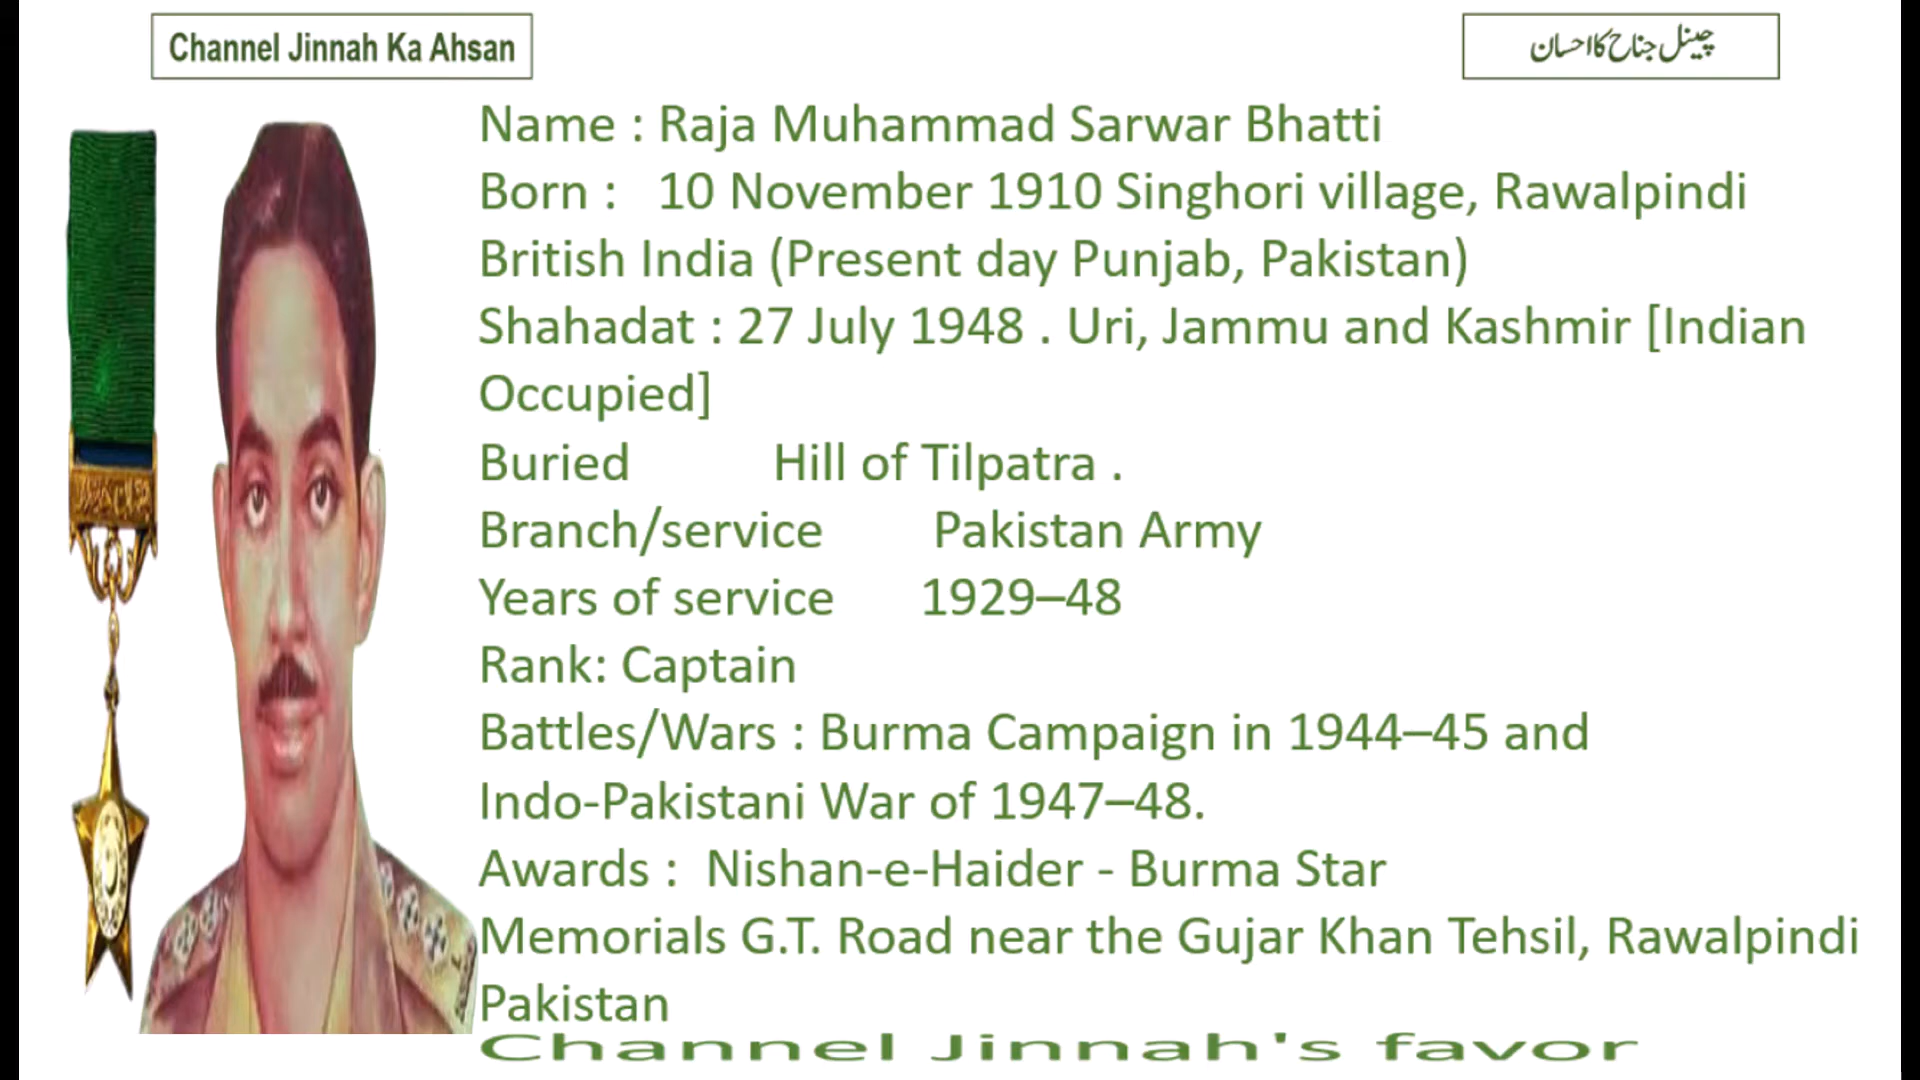 Channel Jinnah Ka Ahsan
چینل جناح کا احسان
Name : Raja Muhammad Sarwar Bhatti
Born : 10 November 1910 Singhori village, Rawalpindi
British India (Present day Punjab, Pakistan)
Shahadat : 27 July 1948 . Uri, Jammu and Kashmir [Indian
Occupied]
Buried Hill of Tilpatra .
Branch/service Pakistan Army
Years of service 1929–48
Rank: Captain
Battles/Wars : Burma Campaign in 1944–45 and
Indo-Pakistani War of 1947–48.
Awards : Nishan-e-Haider - Burma Star
Memorials G.T. Road near the Gujar Khan Tehsil, Rawalpindi
Pakistan
Channel Jinnah's favor